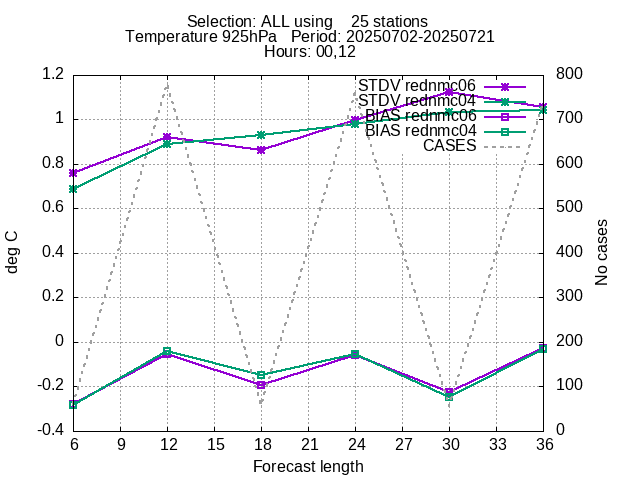 Selection: ALL using    25 stations
Temperature 925hPa   Period: 20250702-20250721
Hours: 00,12
1.2
1
0.8
0.6
0.4
0.2
0
-0.2
-0.4
deg C
STDV rednmc06
STDV rednmc04
BIAS rednmc06
BIAS rednmc04
CASES
800
700
600
500
400
300
200
100
0
No cases
6 9 12 15 18 21 24 27 30 33 36
Forecast length